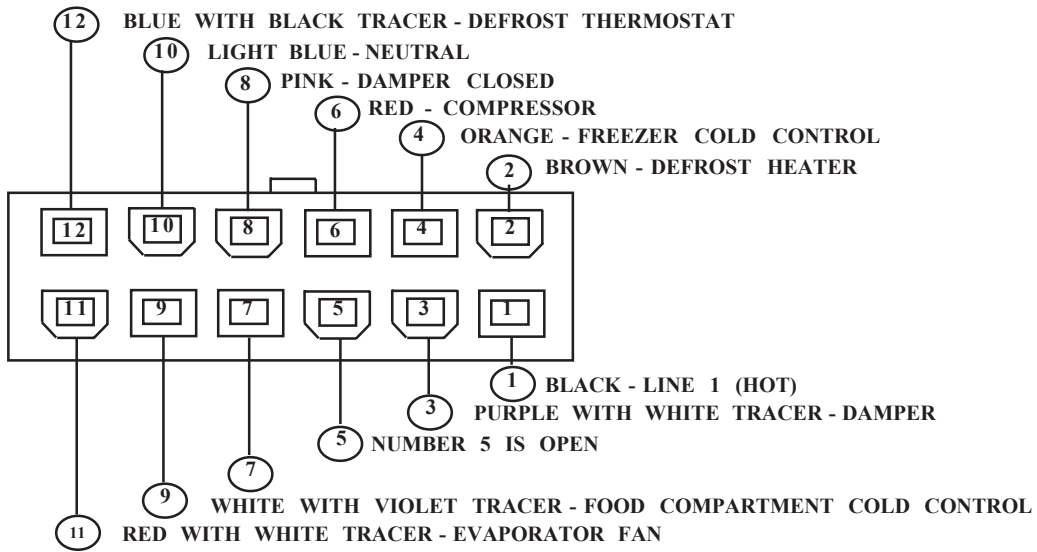 12 BLUE WITH BLACK TRACER - DEFROST THERMOSTAT
10 LIGHT BLUE - NEUTRAL
8 PINK - DAMPER CLOSED
6 RED - COMPRESSOR
4 ORANGE - FREEZER COLD CONTROL
2 BROWN - DEFROST HEATER
12 10 8 6 4 2
11 9 7 5 3 1
1 BLACK - LINE 1 (HOT)
3 PURPLE WITH WHITE TRACER - DAMPER
5 NUMBER 5 IS OPEN
7
9 WHITE WITH VIOLET TRACER - FOOD COMPARTMENT COLD CONTROL
11 RED WITH WHITE TRACER - EVAPORATOR FAN